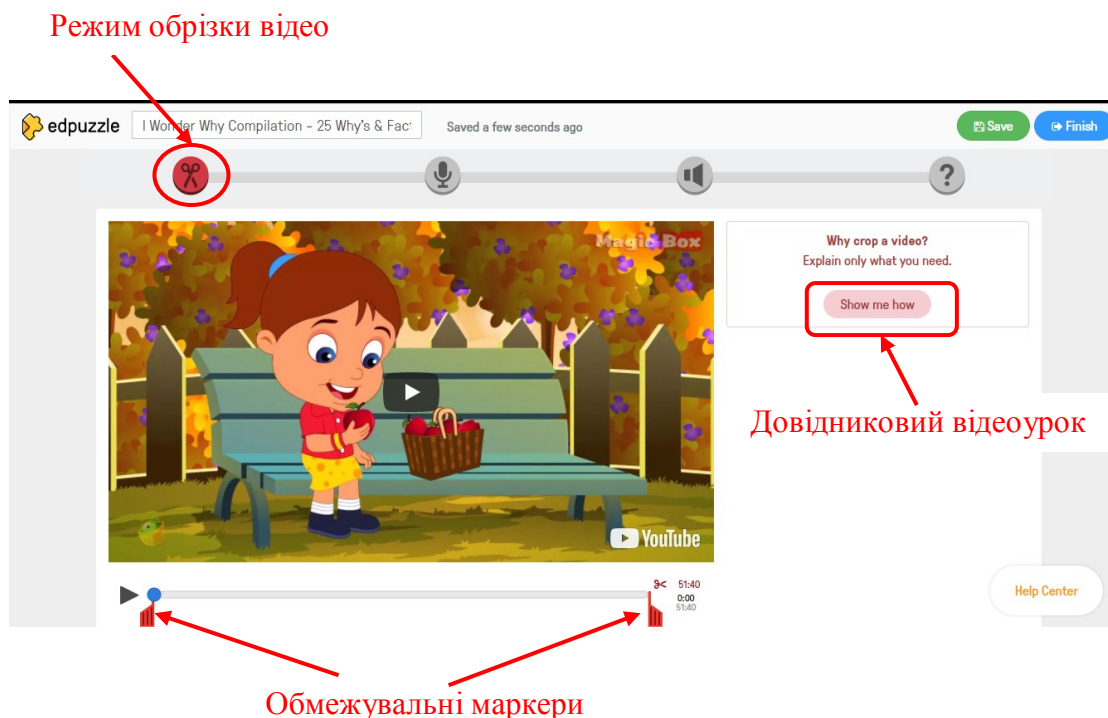 Режим обрізки відео
edpuzzle
I Wonder Why Compilation - 25 Why's & Fac
Saved a few seconds ago
Save
Finish
?
Magic Box
Why crop a video?
Explain only what you need.
Show me how
Довідниковий відеоурок
YouTube
51:40
0:00
51:40
Help Center
Обмежувальні маркери